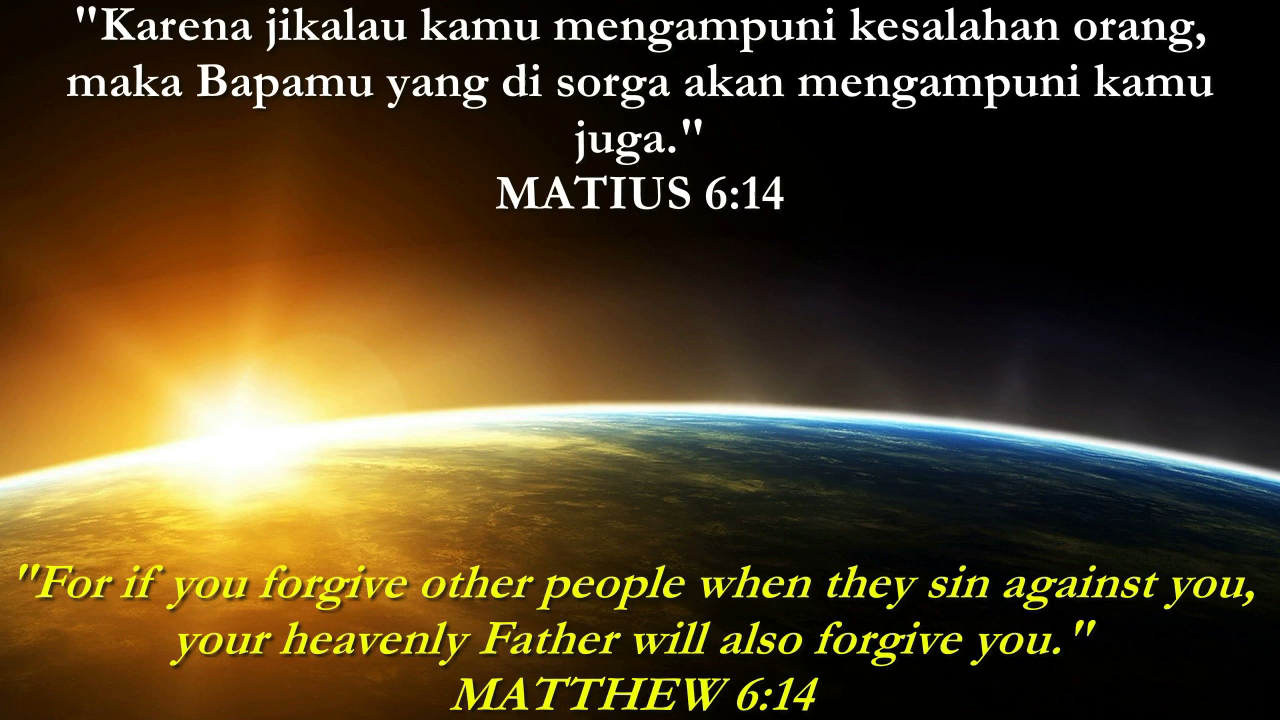 "Karena jikalau kamu mengampuni kesalahan orang,
maka Bapamu yang di sorga akan mengampuni kamu
juga."
MATIUS 6:14
"For if you forgive other people when they sin against you,
your heavenly Father will also forgive you."
MATTHEW 6:14